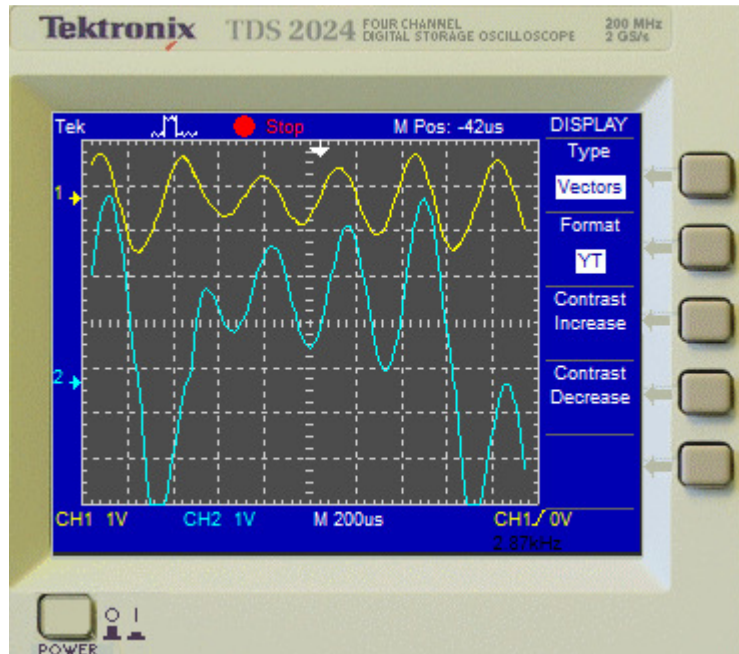 Tektronix TDS 2024 FOUR CHANNEL DIGITAL STORAGE OSCILLOSCOPE 200 MHz 2 GS/s
Tek Stop M Pos: -42us DISPLAY
Type
Vectors
1
Format
YT
Contrast
Increase
2
Contrast
Decrease
CH1 1V CH2 1V M 200us CH1 0V
2.87kHz
POWER